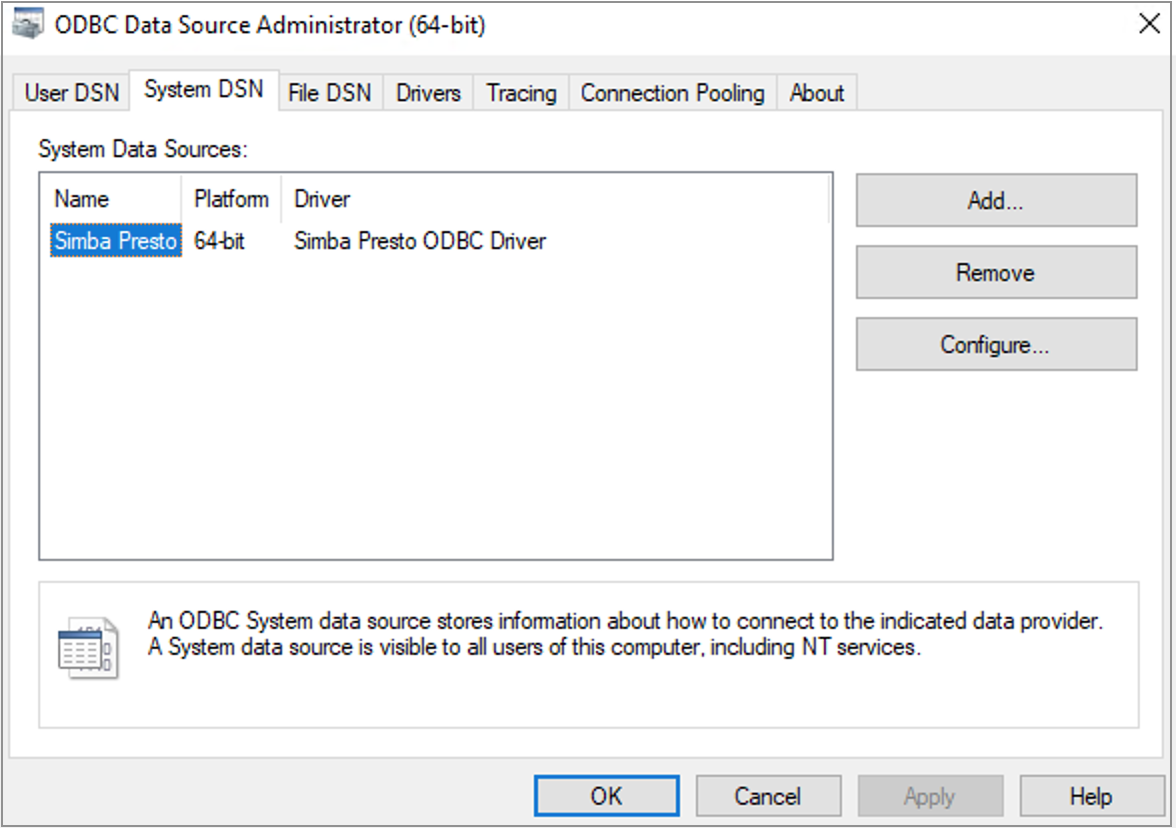 ODBC Data Source Administrator (64-bit)
User DSN System DSN File DSN Drivers Tracing Connection Pooling About
System Data Sources:
Name Platform Driver
Simba Presto 64-bit Simba Presto ODBC Driver
Add...
Remove
Configure...
An ODBC System data source stores information about how to connect to the indicated data provider.
A System data source is visible to all users of this computer, including NT services.
OK Cancel Apply Help